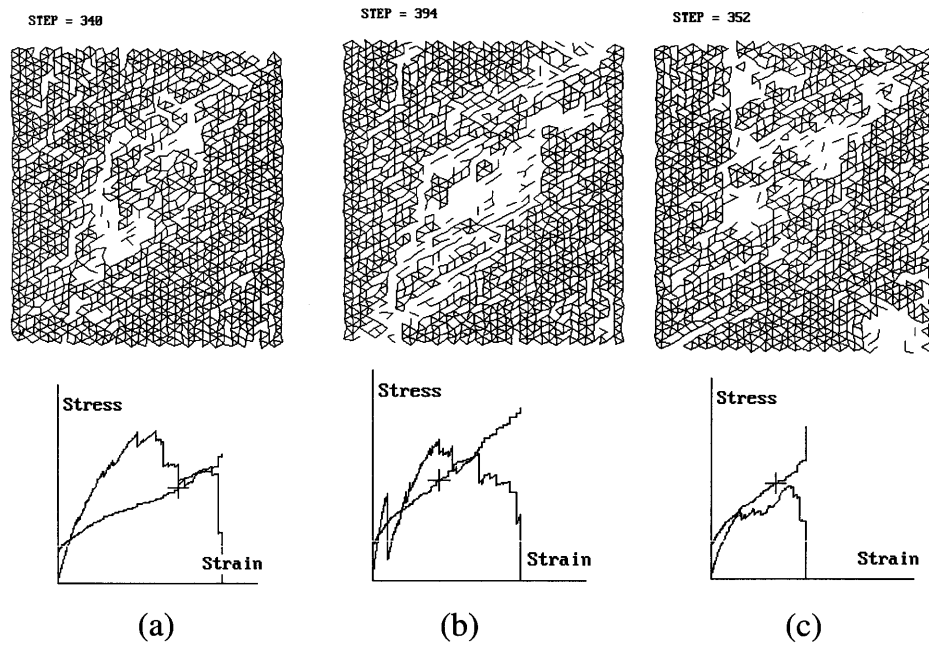 STEP = 340
STEP = 394
STEP = 352
Stress
Strain
Stress
Strain
Stress
Strain
(a)
(b)
(c)